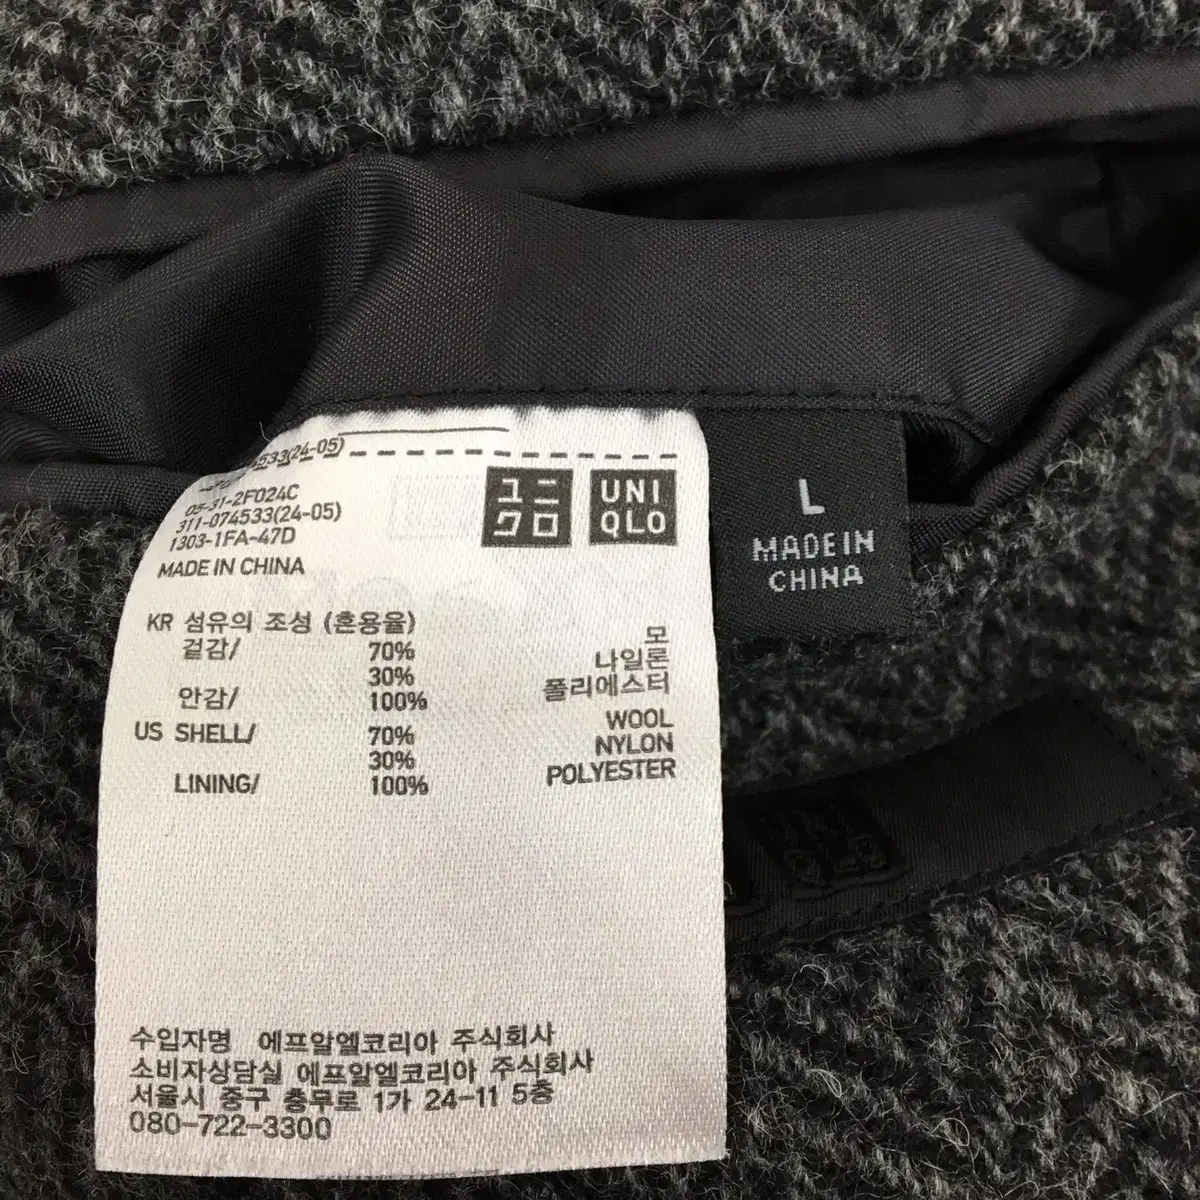 533(24-05)
05-31-2F024C
311-074533(24-05)
1303-1FA-47D
MADE IN CHINA
ユニ
クロ
UNI
QLO
L
MADE IN
CHINA
KR 섬유의 조성 (혼용율)
겉감/ 70% 모
30% 나일론
안감/ 100% 폴리에스터
US SHELL/ 70% WOOL
30% NYLON
LINING/ 100% POLYESTER
수입자명 에프알엘코리아 주식회사
소비자상담실 에프알엘코리아 주식회사
서울시 중구 충무로 1가 24-11 5층
080-722-3300